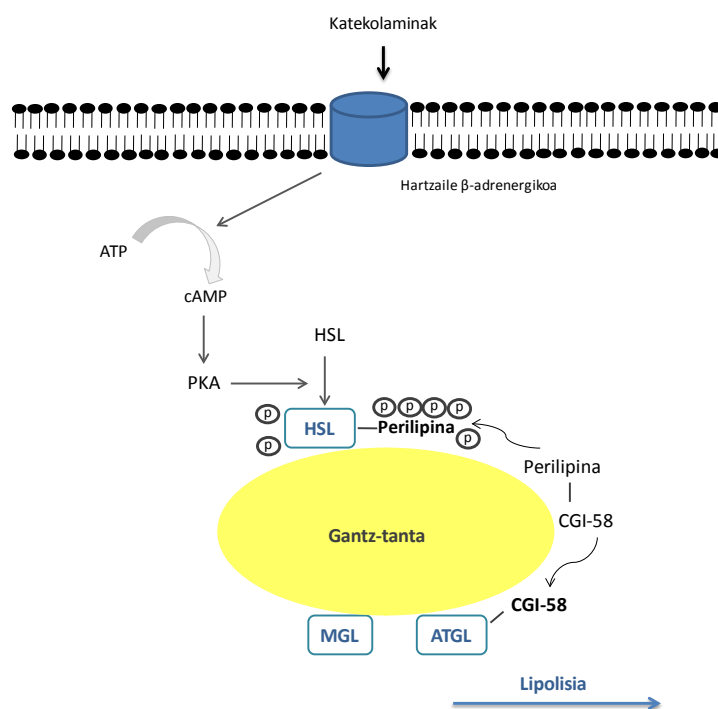 Katekolaminak
Hartzaile β-adrenergikoa
ATP
cAMP
HSL
PKA
p
p p p p
HSL
Perilipina
p
p
Perilipina
CGI-58
Gantz-tanta
CGI-58
MGL
ATGL
Lipolisia